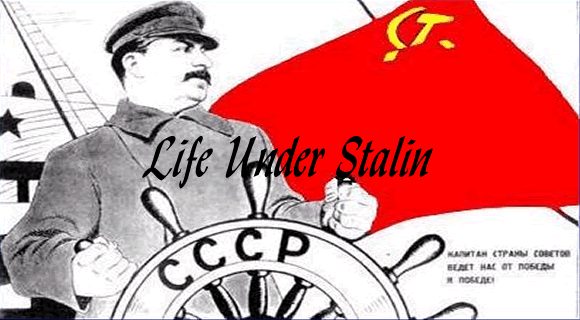 Life Under Stalin
СССР
КАПИТАН СТРАНЫ СОВЕТОВ
ВЕДЕТ НАС ОТ ПОБЕДЫ
К ПОБЕДЕ!